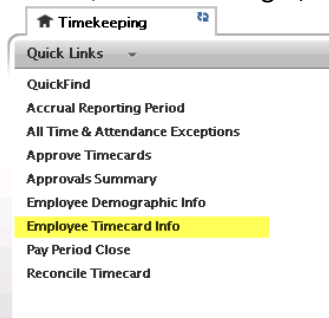 Timekeeping
Quick Links
QuickFind
Accrual Reporting Period
All Time & Attendance Exceptions
Approve Timecards
Approvals Summary
Employee Demographic Info
Employee Timecard Info
Pay Period Close
Reconcile Timecard